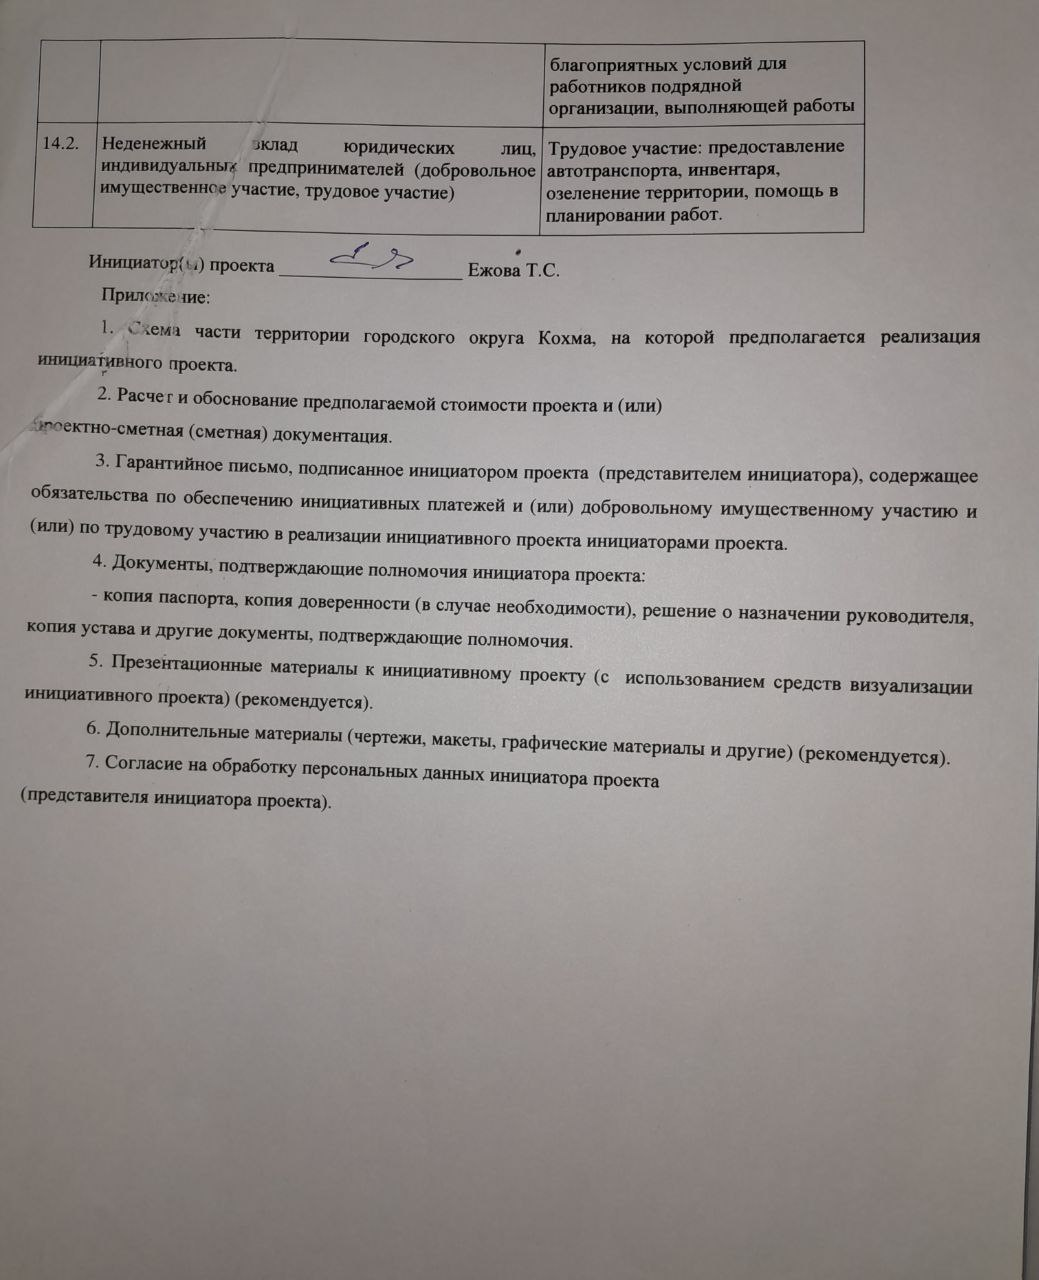 благоприятных условий для
работников подрядной
организации, выполняющей работы
14.2.
Неденежный вклад юридических лиц,
индивидуальных предпринимателей (добровольное
имущественное участие, трудовое участие)
Трудовое участие: предоставление
автотранспорта, инвентаря,
озеленение территории, помощь в
планировании работ.
Инициатор(ы) проекта ____________________ Ежова Т.С.
Приложение:
1. Схема части территории городского округа Кохма, на которой предполагается реализация
инициативного проекта.
2. Расчет и обоснование предполагаемой стоимости проекта и (или)
проектно-сметная (сметная) документация.
3. Гарантийное письмо, подписанное инициатором проекта (представителем инициатора), содержащее
обязательства по обеспечению инициативных платежей и (или) добровольному имущественному участию и
(или) по трудовому участию в реализации инициативного проекта инициаторами проекта.
4. Документы, подтверждающие полномочия инициатора проекта:
- копия паспорта, копия доверенности (в случае необходимости), решение о назначении руководителя,
копия устава и другие документы, подтверждающие полномочия.
5. Презентационные материалы к инициативному проекту (с использованием средств визуализации
инициативного проекта) (рекомендуется).
6. Дополнительные материалы (чертежи, макеты, графические материалы и другие) (рекомендуется).
7. Согласие на обработку персональных данных инициатора проекта
(представителя инициатора проекта).